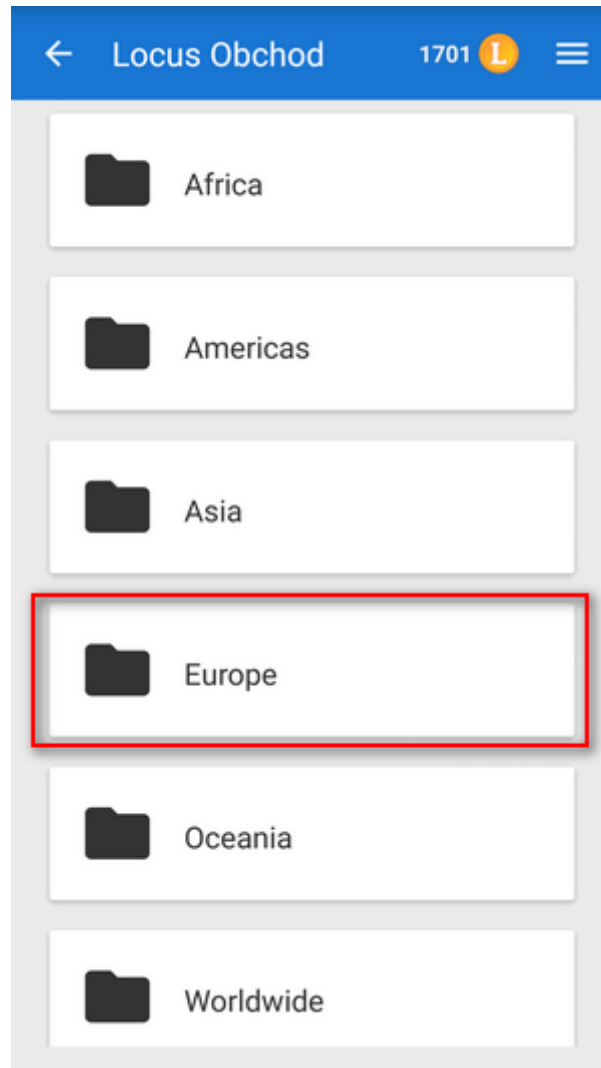 Locus Obchod 1701 L
Africa
Americas
Asia
Europe
Oceania
Worldwide